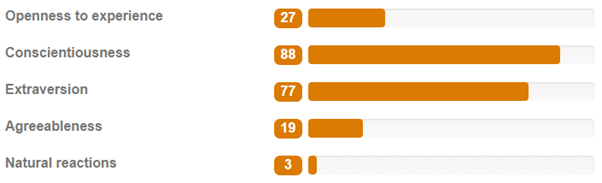 Openness to experience 27
Conscientiousness 88
Extraversion 77
Agreeableness 19
Natural reactions 3